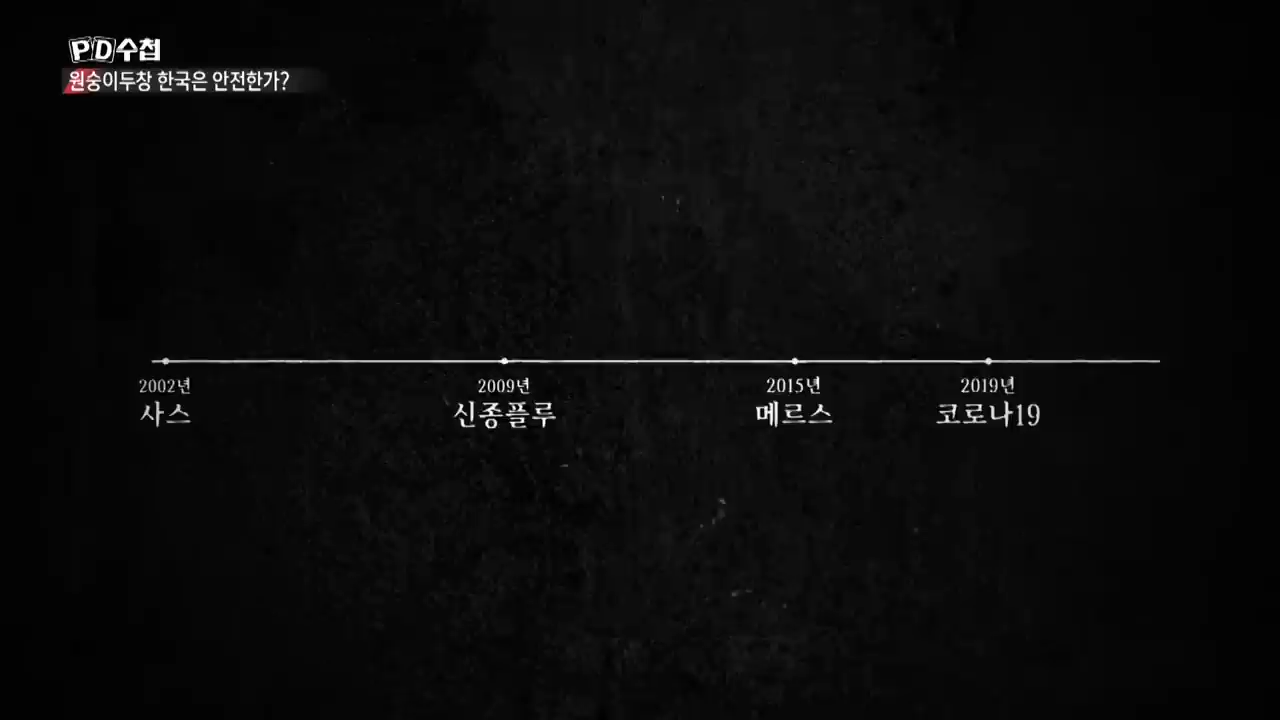 PD수첩
원숭이두창 한국은 안전한가?
2002년
사스
2009년
신종플루
2015년
메르스
2019년
코로나19